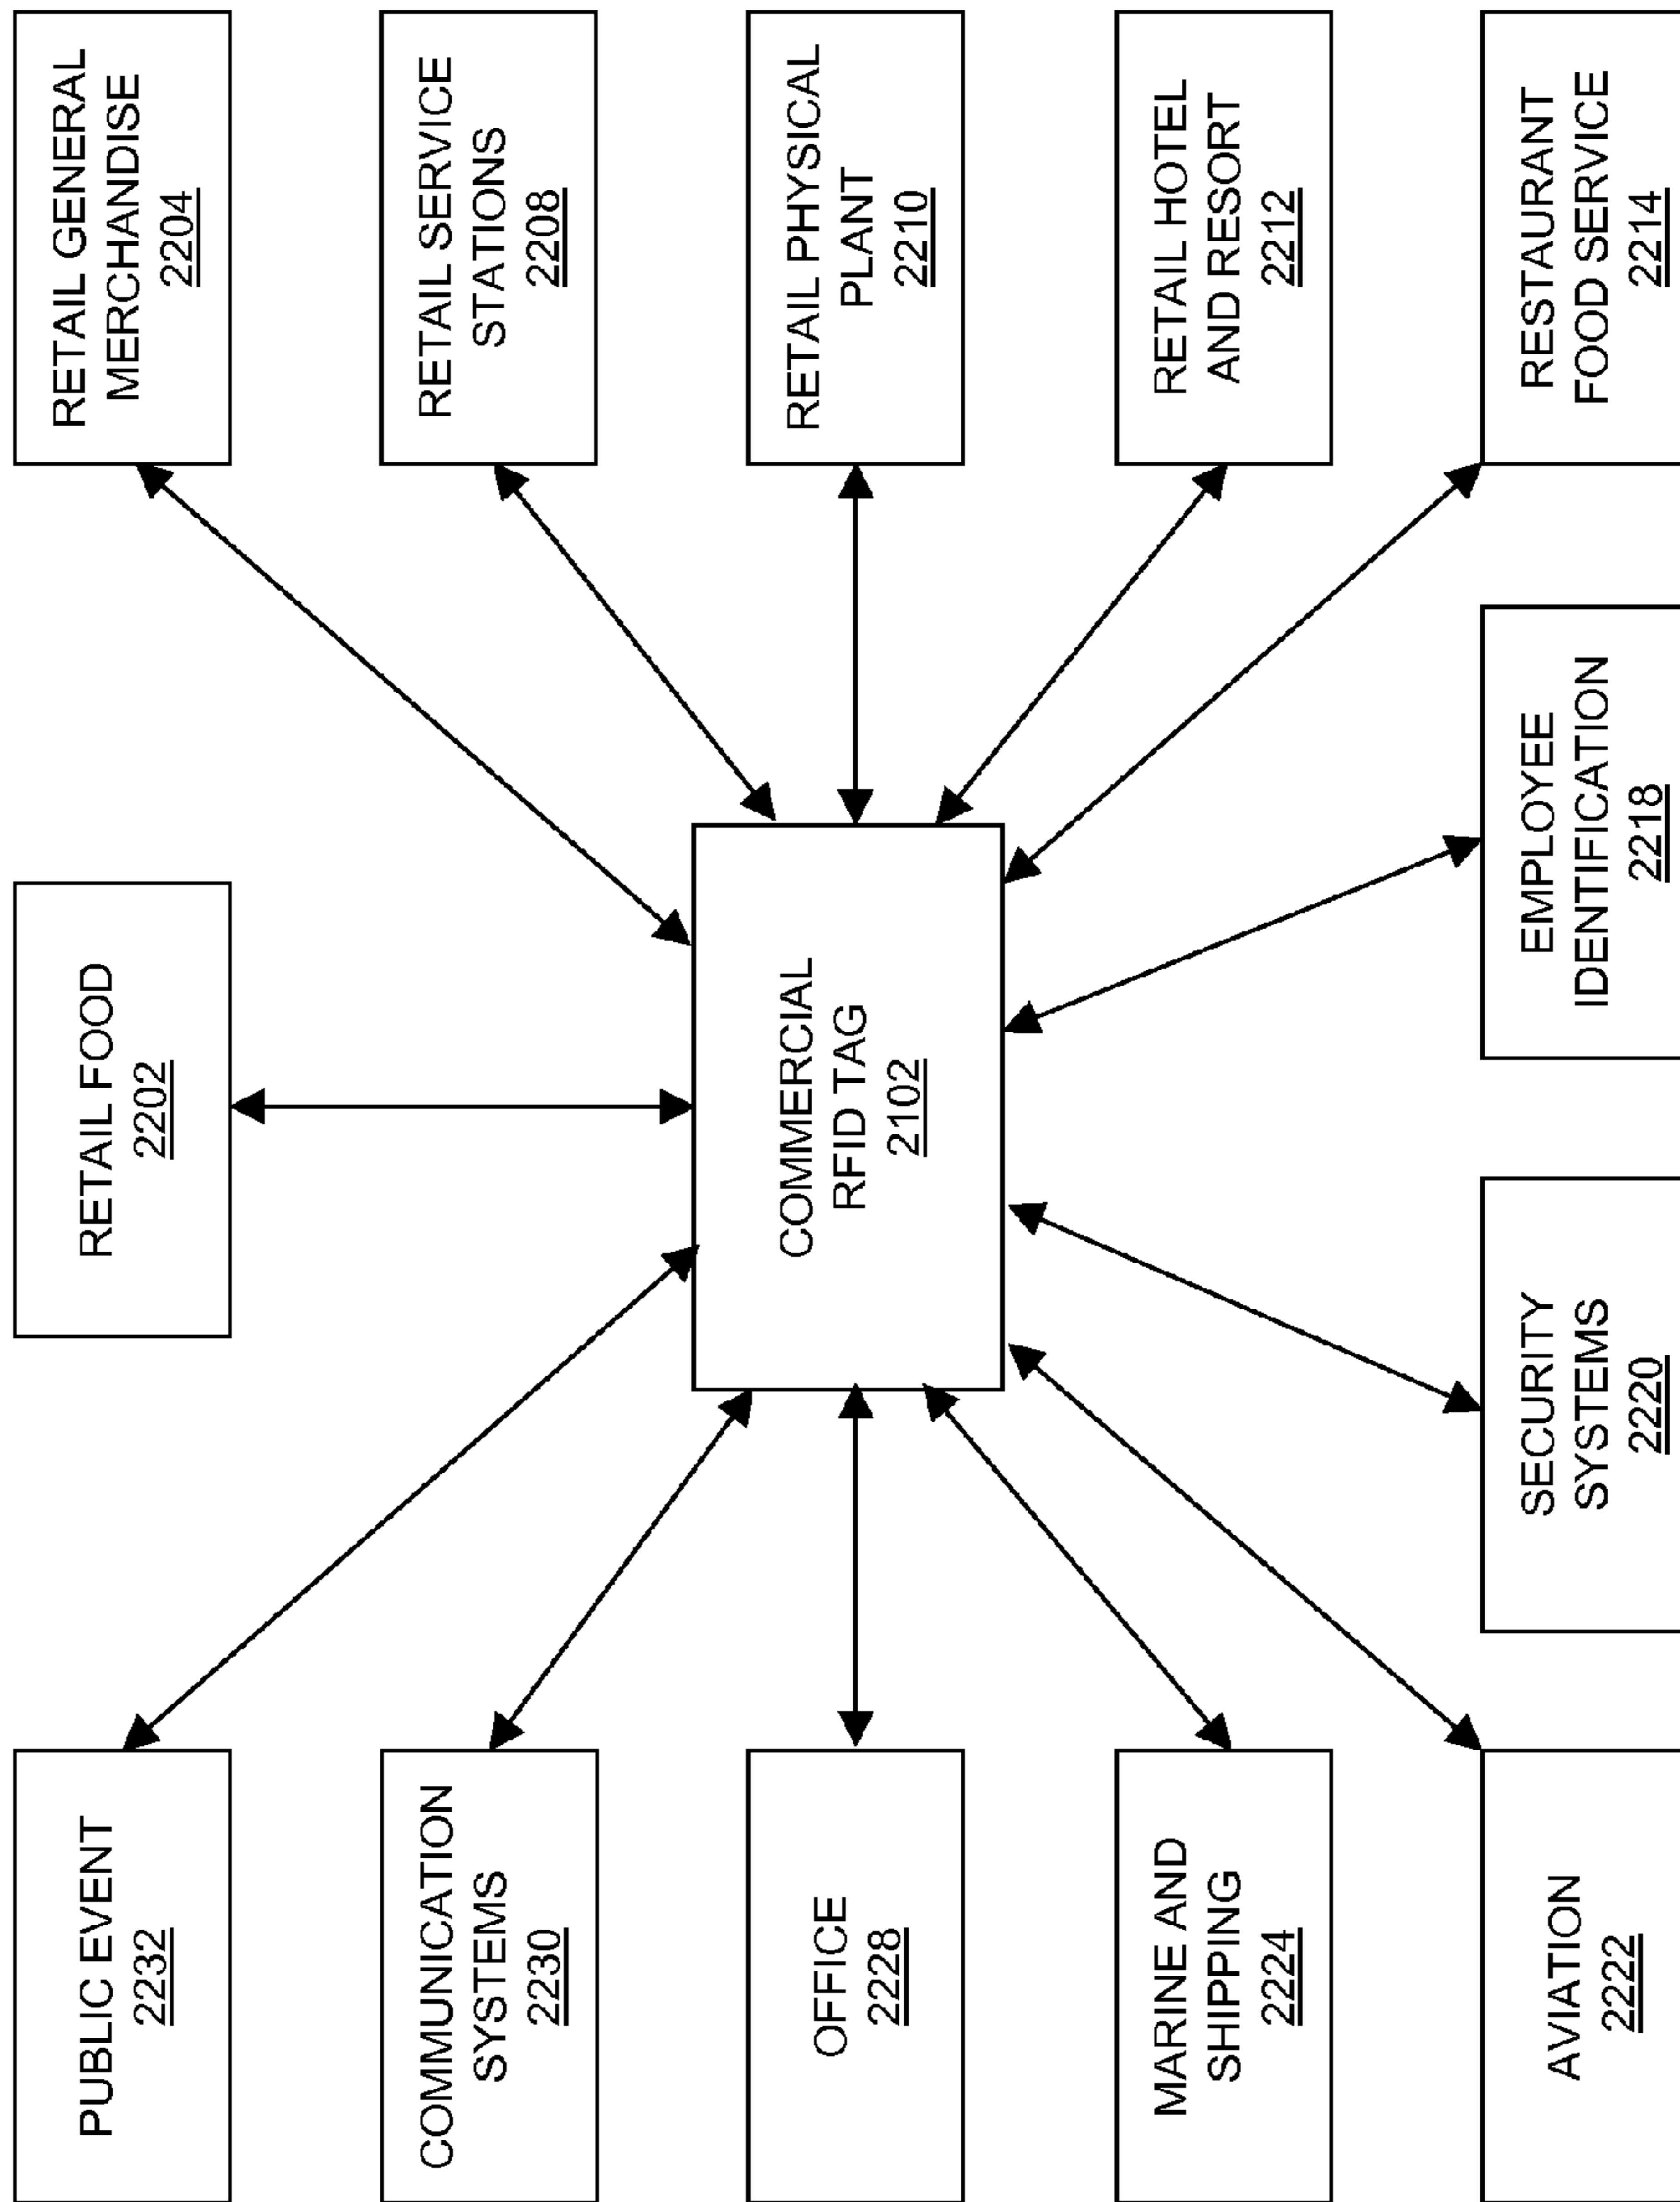 PUBLIC EVENT
2232
RETAIL FOOD
2202
RETAIL GENERAL
MERCHANDISE
2204
COMMUNICATION
SYSTEMS
2230
RETAIL SERVICE
STATIONS
2208
OFFICE
2228
COMMERCIAL
RFID TAG
2102
RETAIL PHYSICAL
PLANT
2210
MARINE AND
SHIPPING
2224
RETAIL HOTEL
AND RESORT
2212
AVIATION
2222
SECURITY
SYSTEMS
2220
EMPLOYEE
IDENTIFICATION
2218
RESTAURANT
FOOD SERVICE
2214